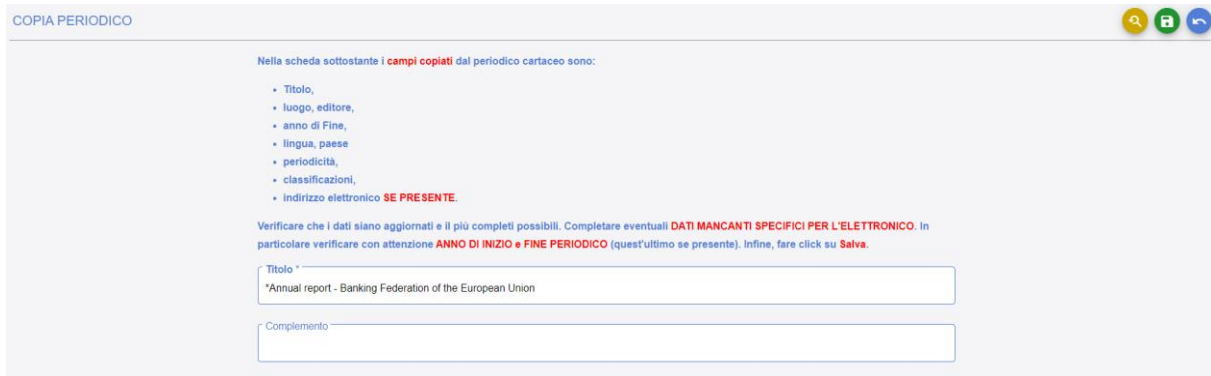 COPIA PERIODICO
Nella scheda sottostante i campi copiati dal periodico cartaceo sono:
• Titolo,
• luogo, editore,
• anno di Fine,
• lingua, paese
• periodicità,
• classificazioni,
• indirizzo elettronico SE PRESENTE.
Verificare che i dati siano aggiornati e il più completi possibili. Completare eventuali DATI MANCANTI SPECIFICI PER L'ELETTRONICO. In
particolare verificare con attenzione ANNO DI INIZIO e FINE PERIODICO (quest'ultimo se presente). Infine, fare click su Salva.
Titolo *
*Annual report - Banking Federation of the European Union
Complemento